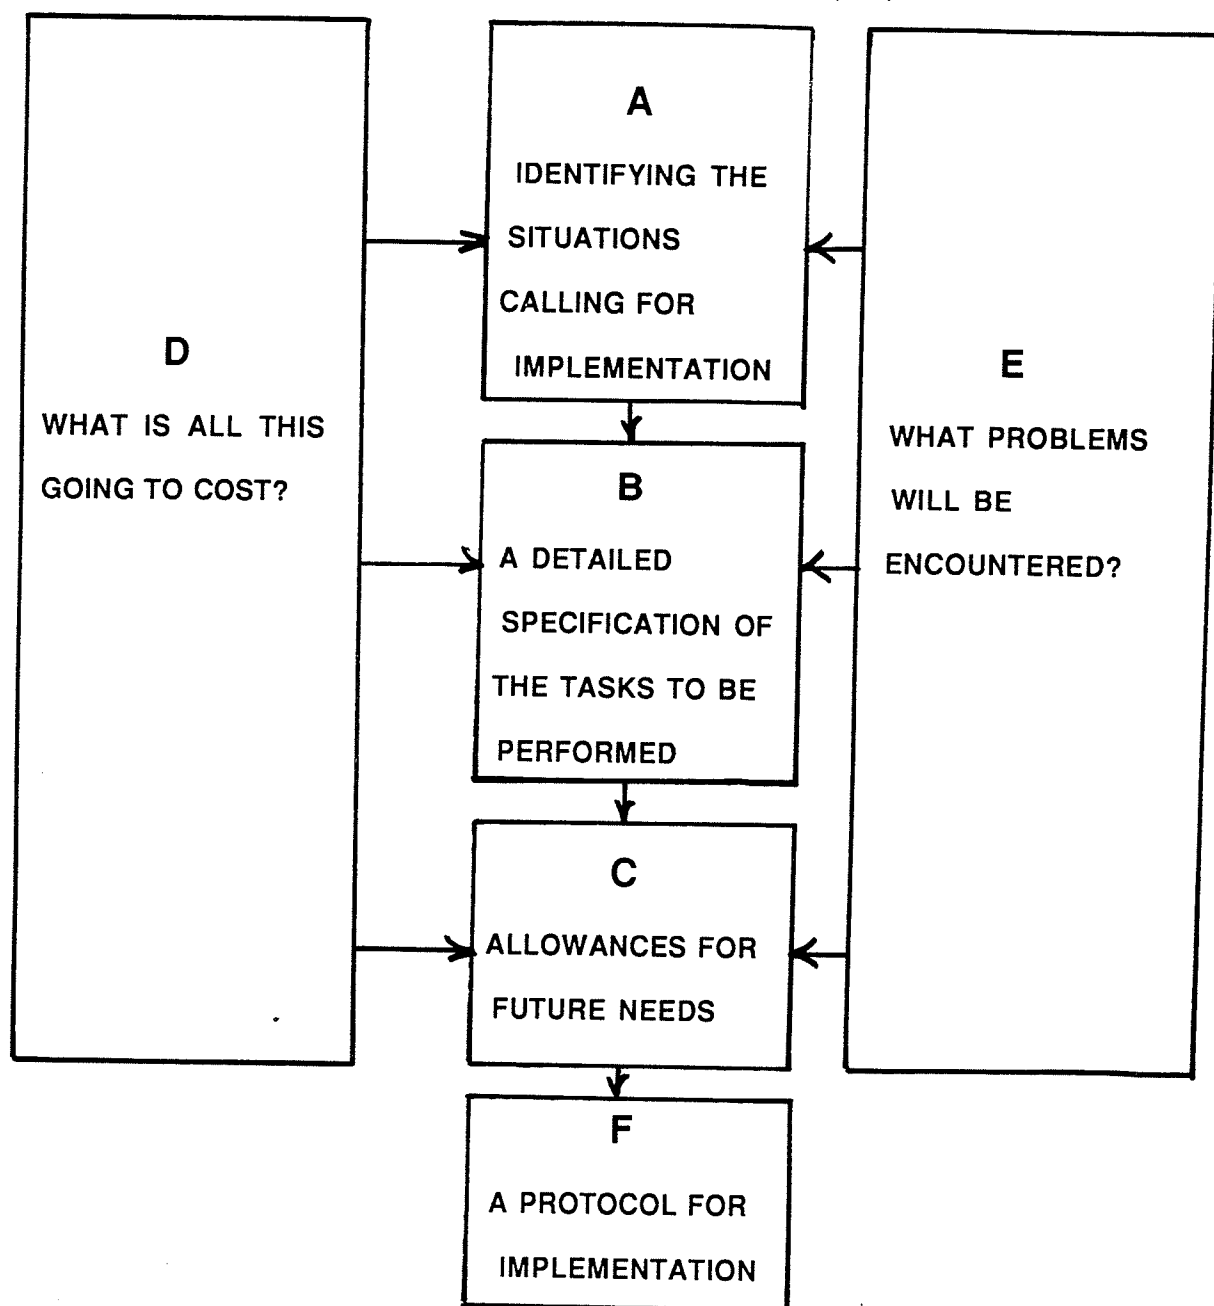 A
IDENTIFYING THE
SITUATIONS
CALLING FOR
IMPLEMENTATION
D
WHAT IS ALL THIS
GOING TO COST?
E
WHAT PROBLEMS
WILL BE
ENCOUNTERED?
B
A DETAILED
SPECIFICATION OF
THE TASKS TO BE
PERFORMED
C
ALLOWANCES FOR
FUTURE NEEDS
F
A PROTOCOL FOR
IMPLEMENTATION